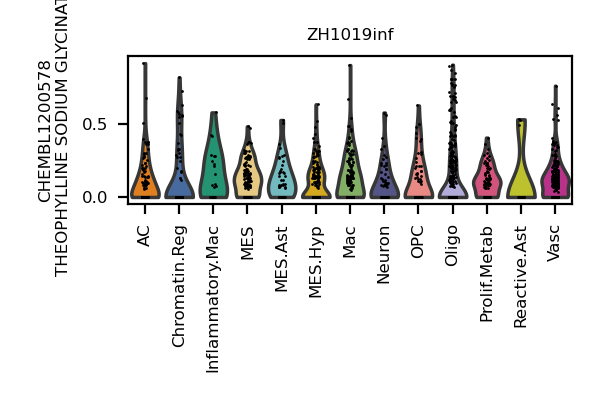 ZH1019inf
CHEMBL1200578
THEOPHYLLINE SODIUM GLYCINAT
0.5
0.0
AC
Chromatin.Reg
Inflammatory.Mac
MES
MES.Ast
MES.Hyp
Mac
Neuron
OPC
Oligo
Prolif.Metab
Reactive.Ast
Vasc